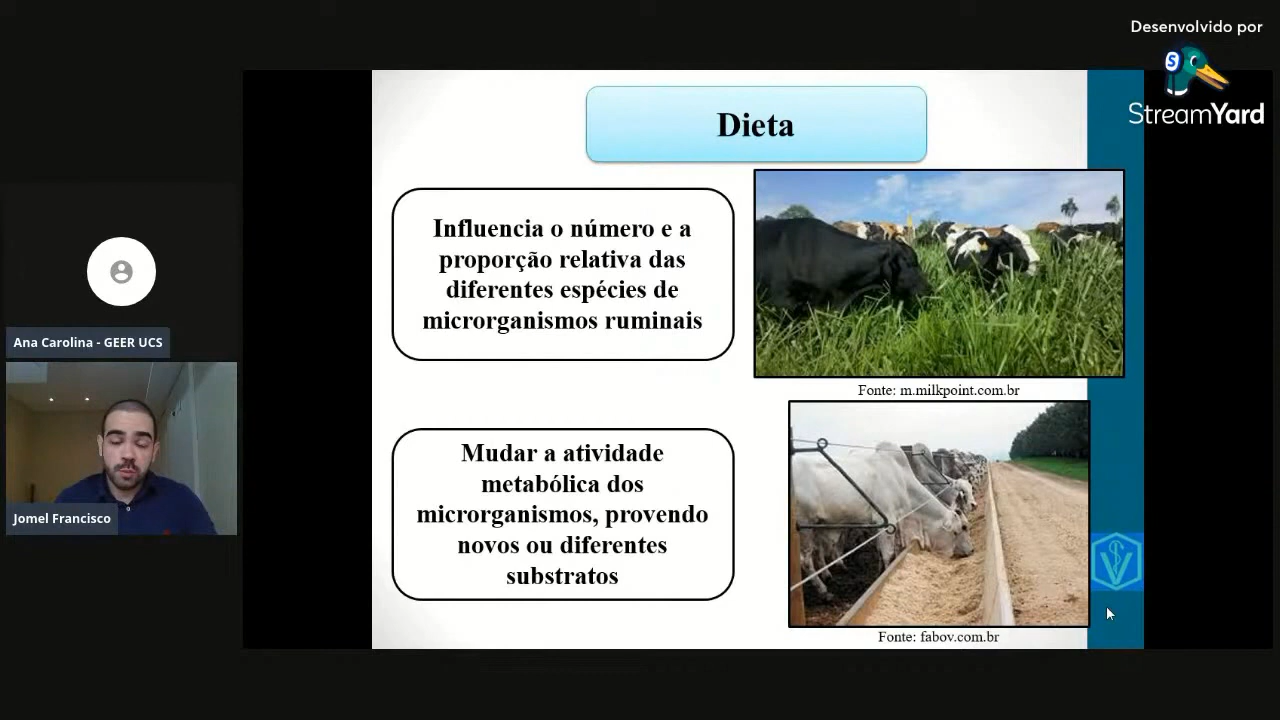 Desenvolvido por
StreamYard
Dieta
Influencia o número e a
proporção relativa das
diferentes espécies de
microrganismos ruminais
Fonte: m.milkpoint.com.br
Mudar a atividade
metabólica dos
microrganismos, provendo
novos ou diferentes
substratos
Fonte: fabov.com.br
Ana Carolina - GEER UCS
Jomel Francisco